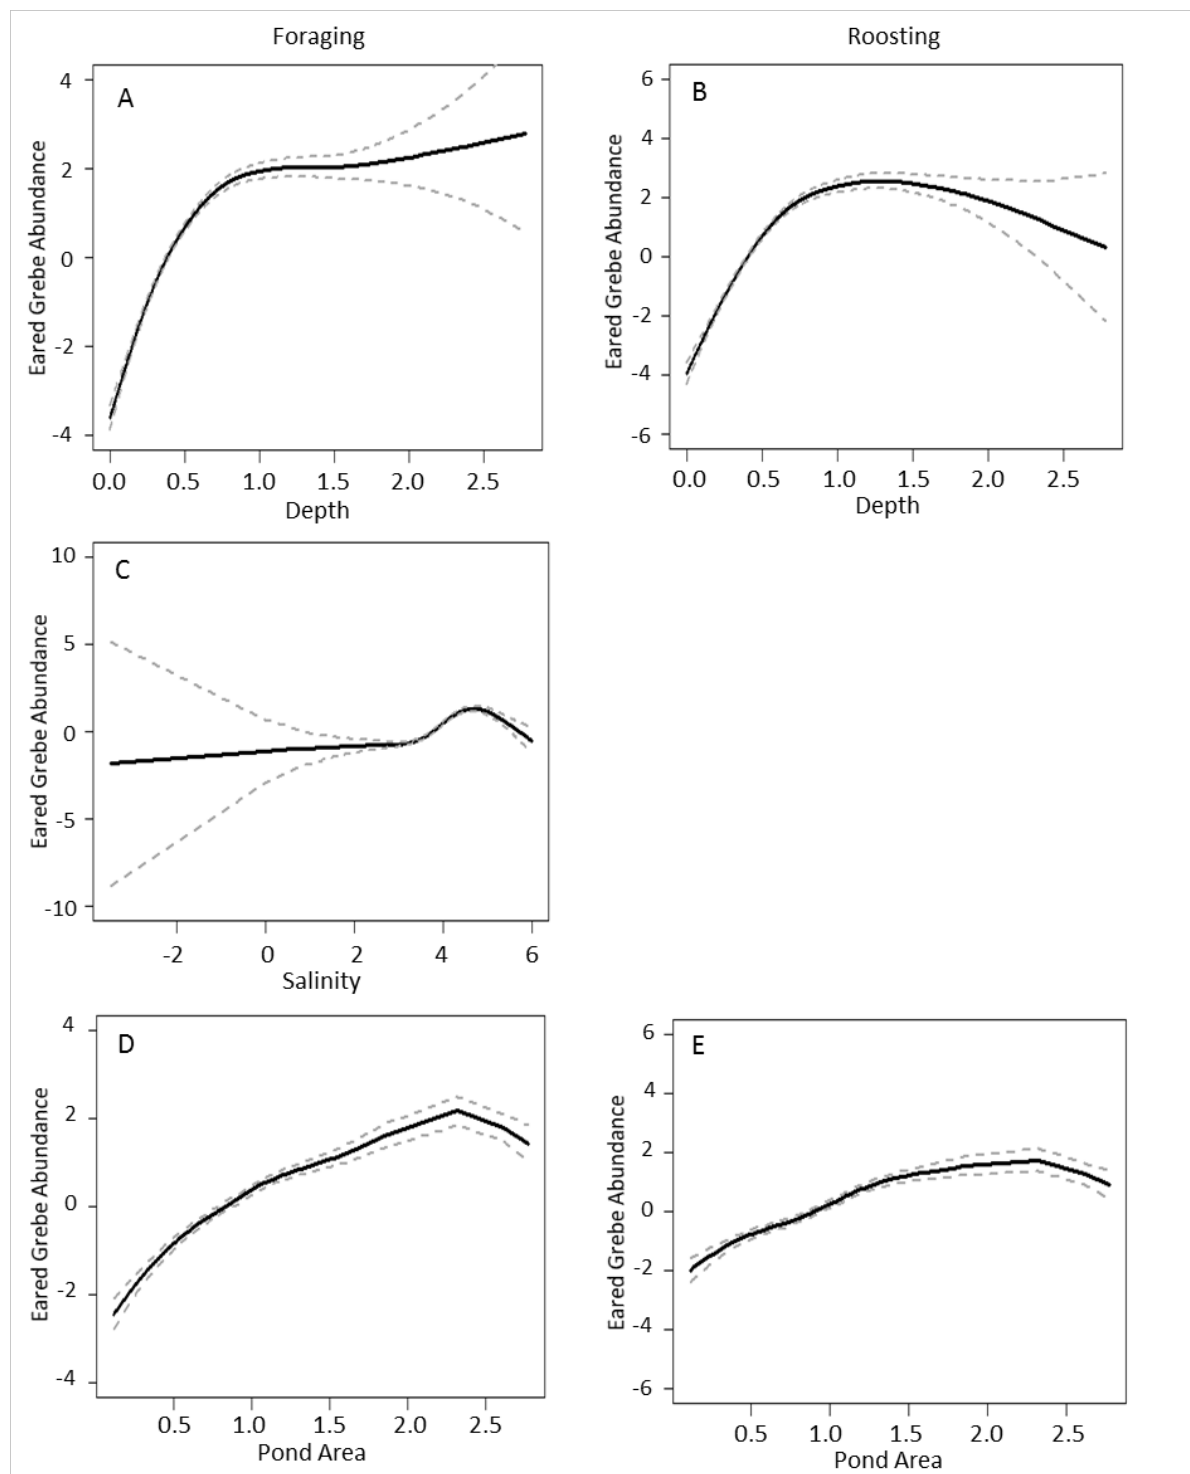 Foraging
Roosting
A
Eared Grebe Abundance
4
2
0
-2
-4
0.0 0.5 1.0 1.5 2.0 2.5
Depth
B
Eared Grebe Abundance
6
4
2
0
-2
-4
-6
0.0 0.5 1.0 1.5 2.0 2.5
Depth
C
Eared Grebe Abundance
10
5
0
-5
-10
-2 0 2 4 6
Salinity
D
Eared Grebe Abundance
4
2
0
-2
-4
0.5 1.0 1.5 2.0 2.5
Pond Area
E
Eared Grebe Abundance
6
4
2
0
-2
-4
-6
0.5 1.0 1.5 2.0 2.5
Pond Area